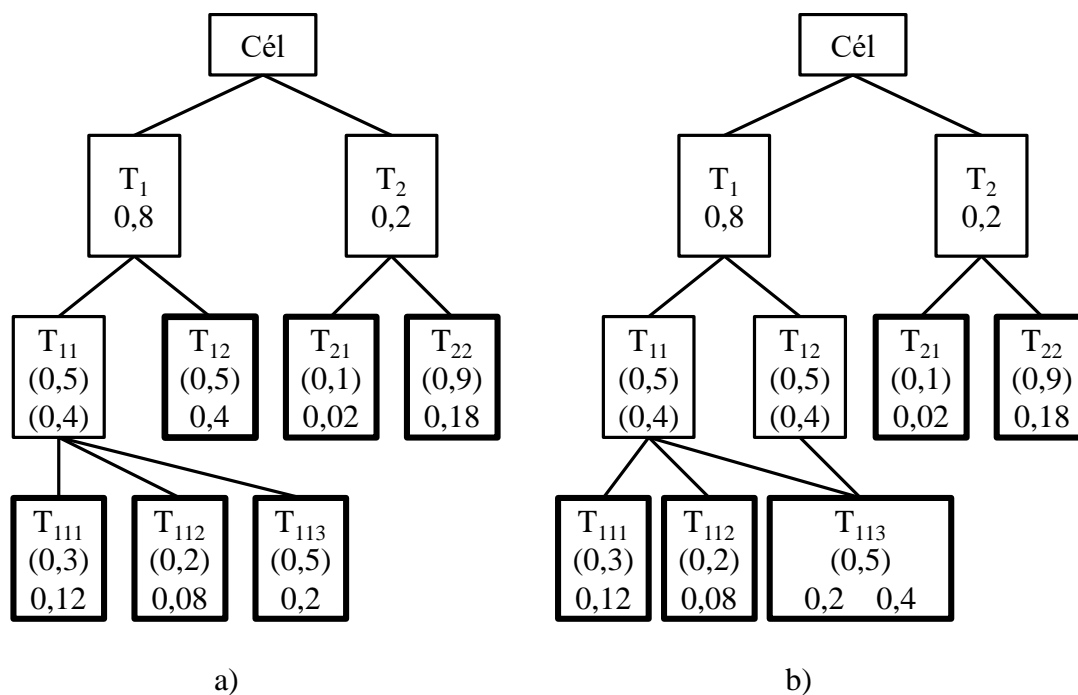 Cél
T₁
0,8
T₂
0,2
T₁₁
(0,5)
(0,4)
T₁₂
(0,5)
0,4
T₂₁
(0,1)
0,02
T₂₂
(0,9)
0,18
T₁₁₁
(0,3)
0,12
T₁₁₂
(0,2)
0,08
T₁₁₃
(0,5)
0,2
a)
Cél
T₁
0,8
T₂
0,2
T₁₁
(0,5)
(0,4)
T₁₂
(0,5)
(0,4)
T₂₁
(0,1)
0,02
T₂₂
(0,9)
0,18
T₁₁₁
(0,3)
0,12
T₁₁₂
(0,2)
0,08
T₁₁₃
(0,5)
0,2 0,4
b)